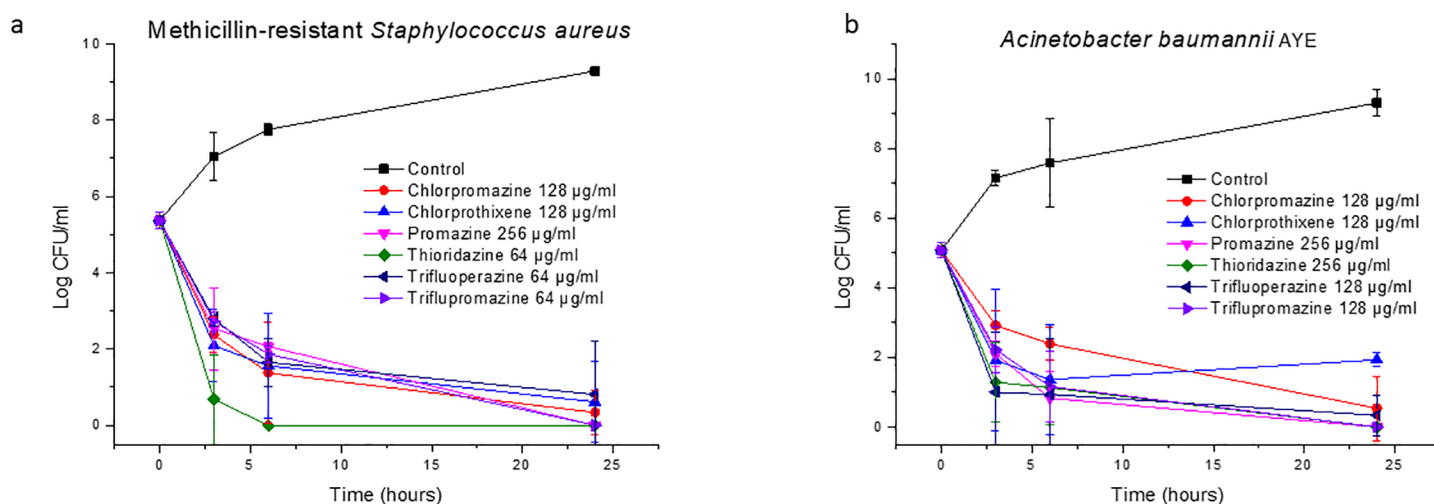 a
Methicillin-resistant Staphylococcus aureus
10
8
6
4
2
0
Log CFU/ml
Control
Chlorpromazine 128 µg/ml
Chlorprothixene 128 µg/ml
Promazine 256 µg/ml
Thioridazine 64 µg/ml
Trifluoperazine 64 µg/ml
Triflupromazine 64 µg/ml
0 5 10 15 20 25
Time (hours)
b
Acinetobacter baumannii AYE
10
8
6
4
2
0
Log CFU/ml
Control
Chlorpromazine 128 µg/ml
Chlorprothixene 128 µg/ml
Promazine 256 µg/ml
Thioridazine 256 µg/ml
Trifluoperazine 128 µg/ml
Triflupromazine 128 µg/ml
0 5 10 15 20 25
Time (hours)